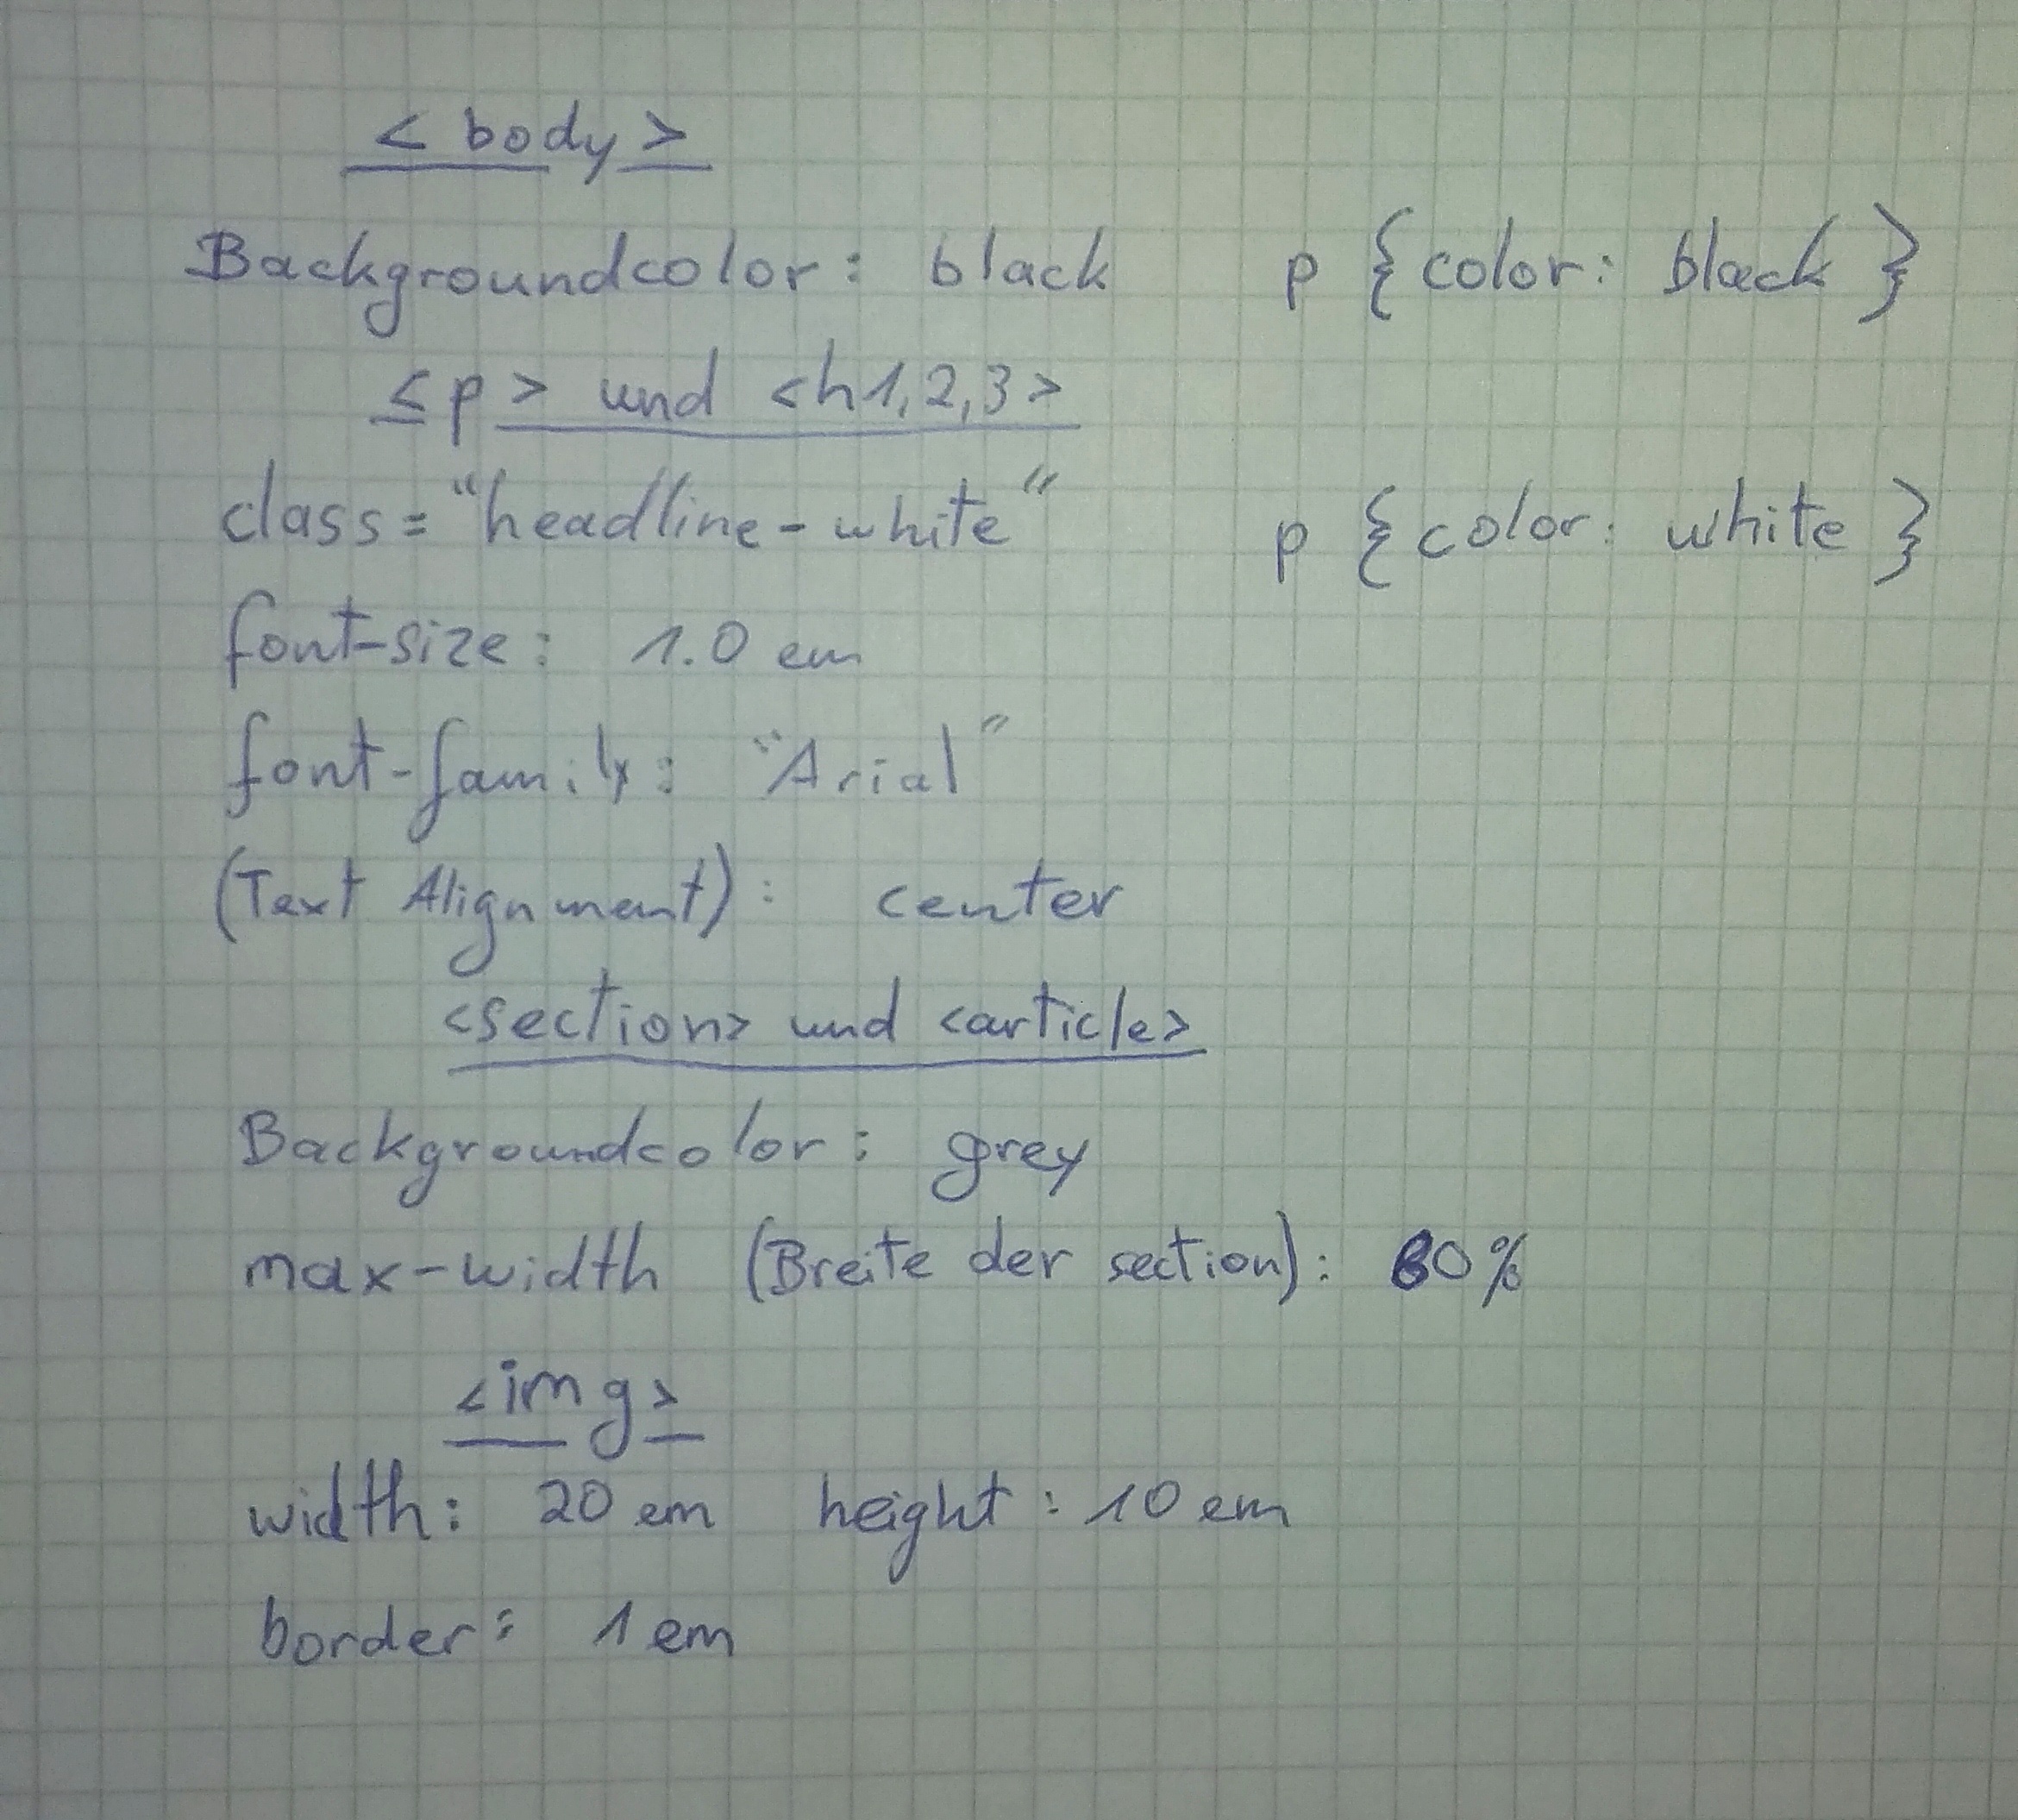 < body >
Backgroundcolor: black p {color: black }
<p> und <h1,2,3>
class= "headline-white" p {color: white }
font-size: 1.0 em
font-family: "Arial"
(Text Alignment): center
<section> und <article>
Backgroundcolor: grey
max-width (Breite der section): 60%
<img>
width: 20 em height: 10 em
border: 1 em